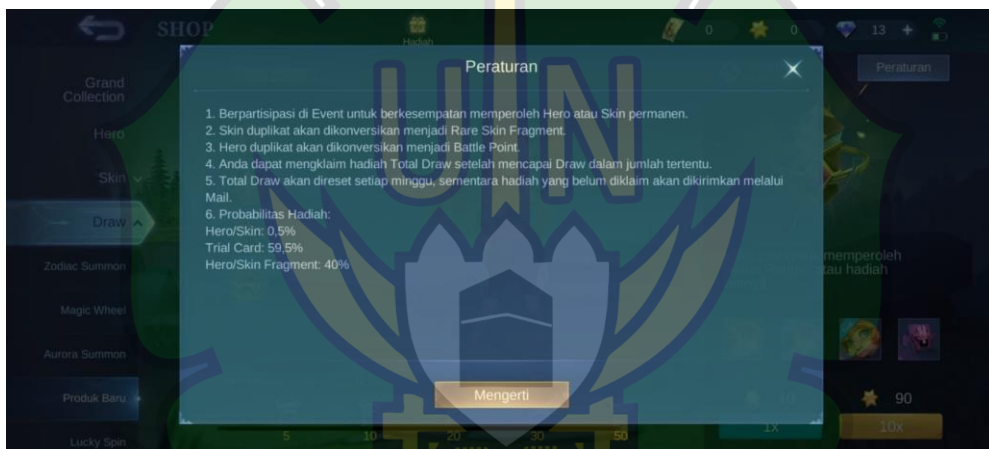 SHOP
Hadiah
0
0
13
Peraturan
Peraturan
Grand
Collection
Hero
Skin
Draw
Zodiac Summon
Magic Wheel
Aurora Summon
Produk Baru
Lucky Spin
1. Berpartisipasi di Event untuk berkesempatan memperoleh Hero atau Skin permanen.
2. Skin duplikat akan dikonversikan menjadi Rare Skin Fragment.
3. Hero duplikat akan dikonversikan menjadi Battle Point.
4. Anda dapat mengklaim hadiah Total Draw setelah mencapai Draw dalam jumlah tertentu.
5. Total Draw akan direset setiap minggu, sementara hadiah yang belum diklaim akan dikirimkan melalui
Mail.
6. Probabilitas Hadiah:
Hero/Skin: 0,5%
Trial Card: 59,5%
Hero/Skin Fragment: 40%
Mengerti
memperoleh
tau hadiah
10
90
1X
10X
5
10
20
30
50
UIN